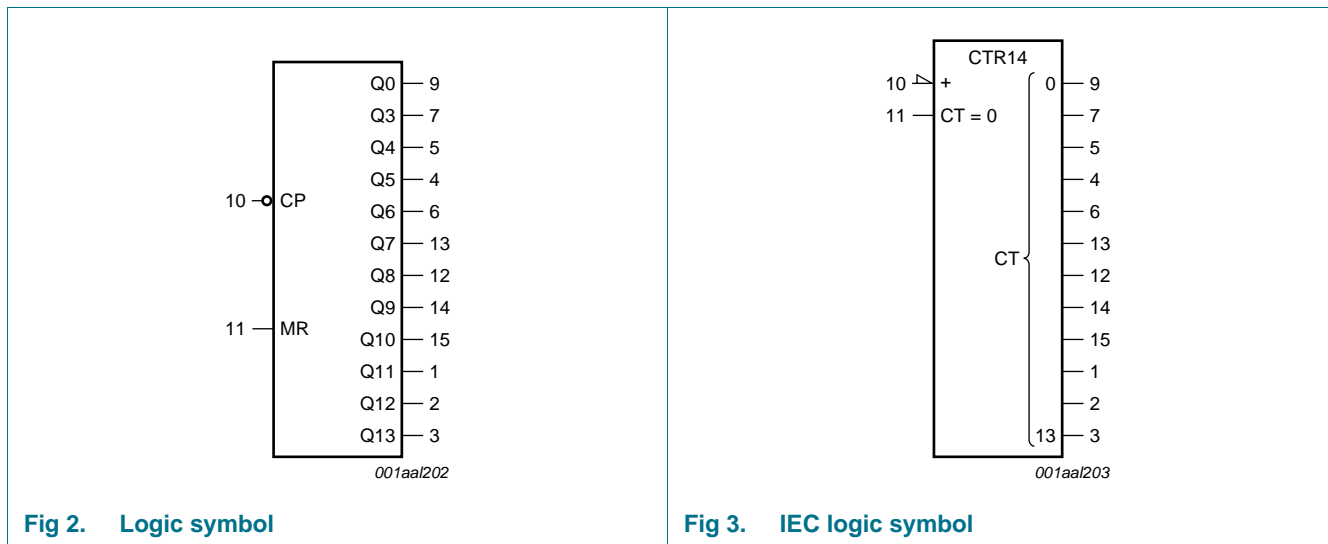 Q0 9
Q3 7
Q4 5
Q5 4
10 CP
Q6 6
Q7 13
Q8 12
Q9 14
11 MR
Q10 15
Q11 1
Q12 2
Q13 3
001aal202
Fig 2. Logic symbol
CTR14
10 + 0 9
11 CT = 0 7
5
4
6
13
CT
12
14
15
1
2
13 3
001aal203
Fig 3. IEC logic symbol